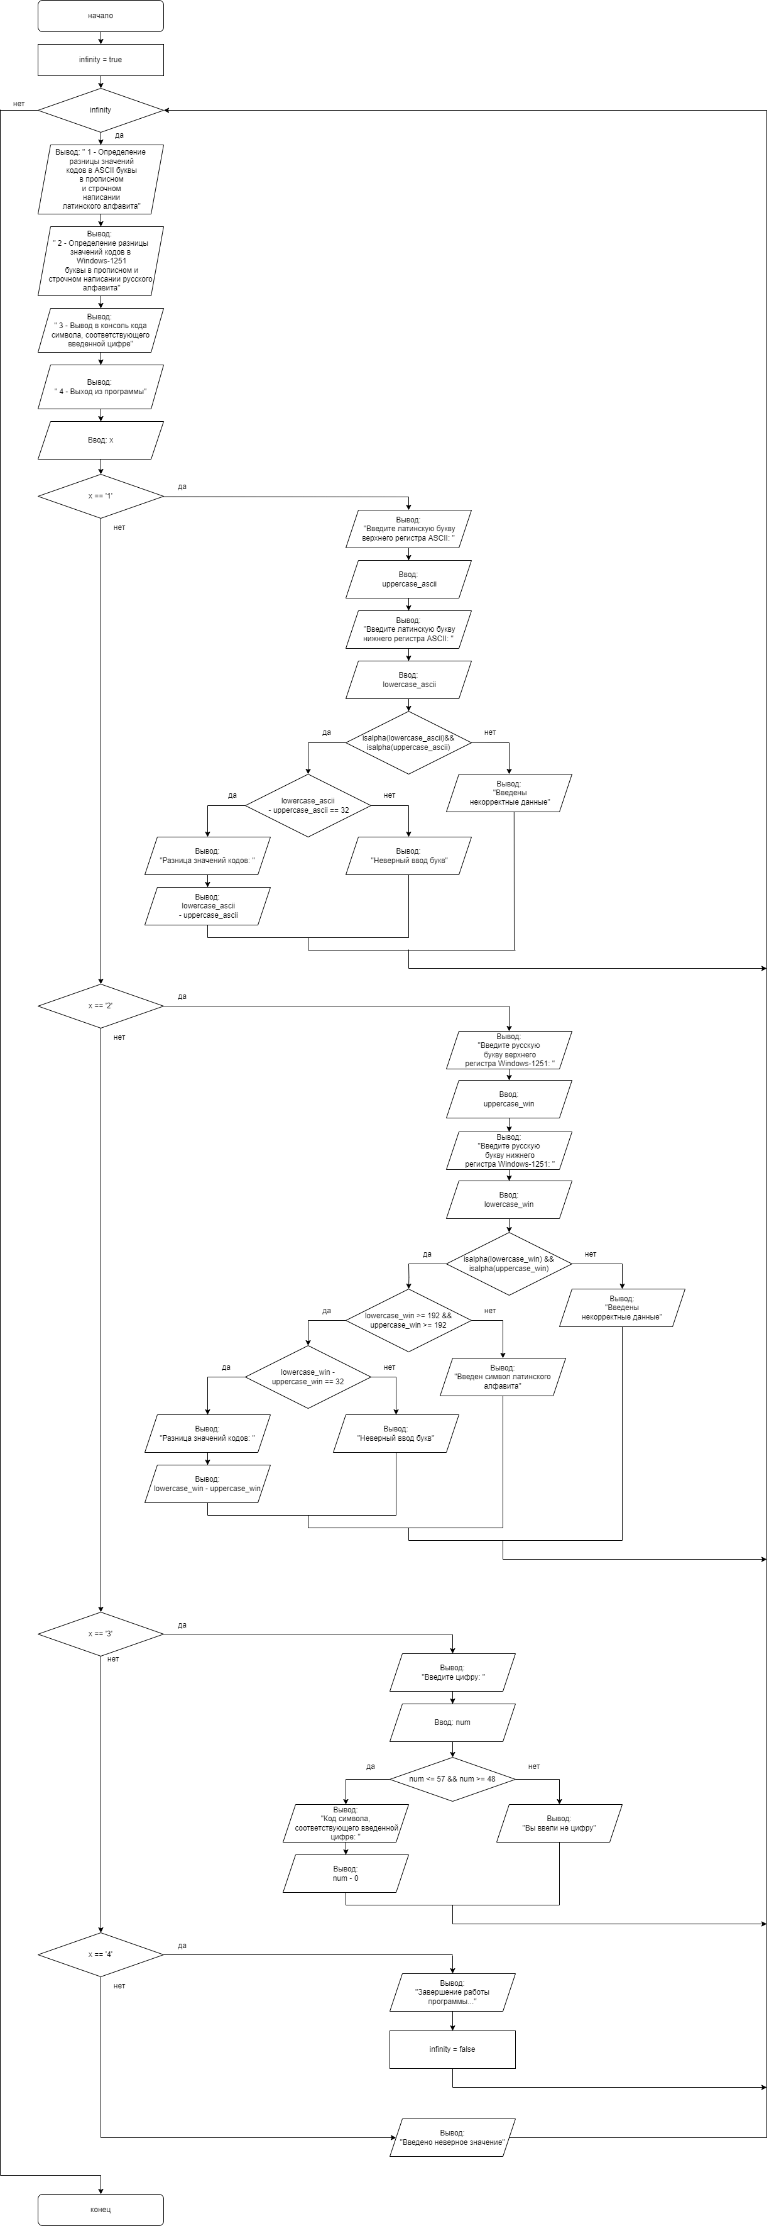 начало
infinity = true
нет
infinity
да
Вывод: " 1 - Определение
разницы значений
кодов в ASCII буквы
в прописном
и строчном
написании
латинского алфавита"
Вывод:
" 2 - Определение разницы
значений кодов в
Windows-1251
буквы в прописном и
строчном написании русского
алфавита"
Вывод:
" 3 - Вывод в консоль кода
символа, соответствующего
введенной цифре"
Вывод:
" 4 - Выход из программы"
Ввод: x
x == '1'
да
нет
Вывод:
"Введите латинскую букву
верхнего регистра ASCII: "
Ввод:
uppercase_ascii
Вывод:
"Введите латинскую букву
нижнего регистра ASCII: "
Ввод:
lowercase_ascii
да
isalpha(lowercase_ascii)&&
isalpha(uppercase_ascii)
нет
да
lowercase_ascii
- uppercase_ascii == 32
нет
Вывод:
"Введены
некорректные данные"
Вывод:
"Разница значений кодов: "
Вывод:
"Неверный ввод букв"
Вывод:
lowercase_ascii
- uppercase_ascii
x == '2'
да
нет
Вывод:
"Введите русскую
букву верхнего
регистра Windows-1251: "
Ввод:
uppercase_win
Вывод:
"Введите русскую
букву нижнего
регистра Windows-1251: "
Ввод:
lowercase_win
да
isalpha(lowercase_win) &&
isalpha(uppercase_win)
нет
да
lowercase_win >= 192 &&
uppercase_win >= 192
нет
Вывод:
"Введены
некорректные данные"
да
lowercase_win -
uppercase_win == 32
нет
Вывод:
"Введен символ латинского
алфавита"
Вывод:
"Разница значений кодов: "
Вывод:
"Неверный ввод букв"
Вывод:
lowercase_win - uppercase_win
x == '3'
да
нет
Вывод:
"Введите цифру: "
Ввод: num
да
num <= 57 && num >= 48
нет
Вывод:
"Код символа,
соответствующего введенной
цифре: "
Вывод:
"Вы ввели не цифру"
Вывод:
num - 0
x == '4'
да
нет
Вывод:
"Завершение работы
программы..."
infinity = false
Вывод:
"Введено неверное значение"
конец